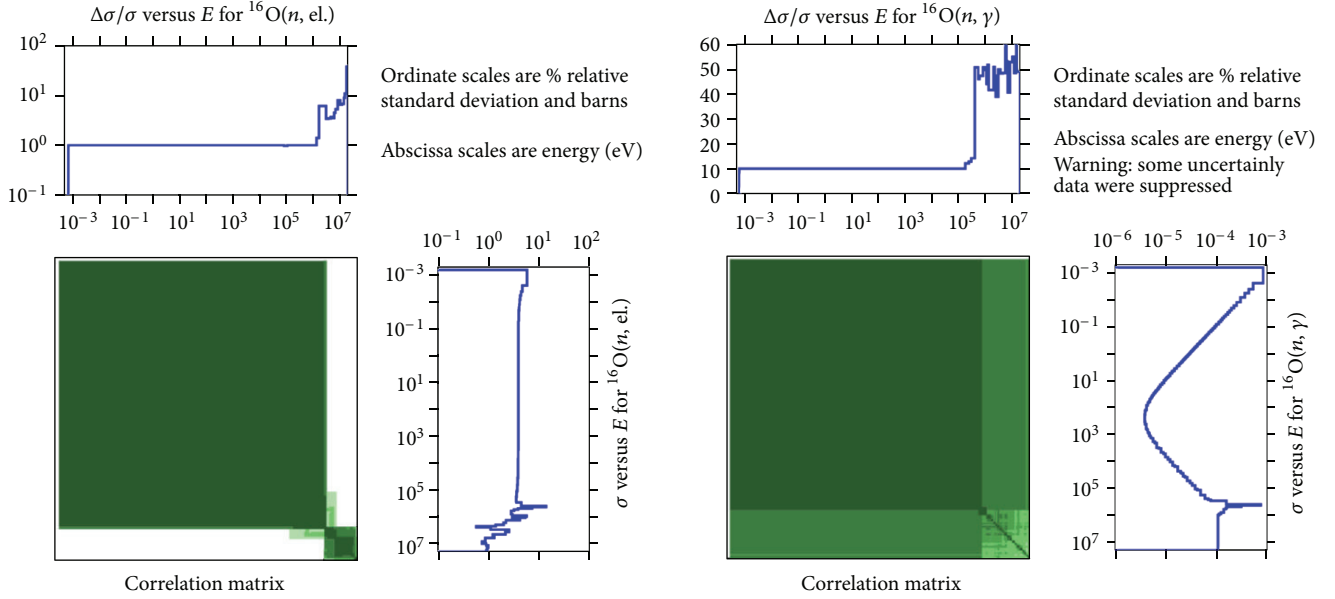 Δσ/σ versus E for ¹⁶O(n, el.)
10²
10¹
10⁰
10⁻¹
10⁻³ 10⁻¹ 10¹ 10³ 10⁵ 10⁷
Ordinate scales are % relative
standard deviation and barns
Abscissa scales are energy (eV)
10⁻¹ 10⁰ 10¹ 10²
10⁻³
10⁻¹
10¹
10³
10⁵
10⁷
σ versus E for ¹⁶O(n, el.)
Correlation matrix
Δσ/σ versus E for ¹⁶O(n, γ)
60
50
40
30
20
10
0
10⁻³ 10⁻¹ 10¹ 10³ 10⁵ 10⁷
Ordinate scales are % relative
standard deviation and barns
Abscissa scales are energy (eV)
Warning: some uncertainly
data were suppressed
10⁻⁶ 10⁻⁵ 10⁻⁴ 10⁻³
10⁻³
10⁻¹
10¹
10³
10⁵
10⁷
σ versus E for ¹⁶O(n, γ)
Correlation matrix